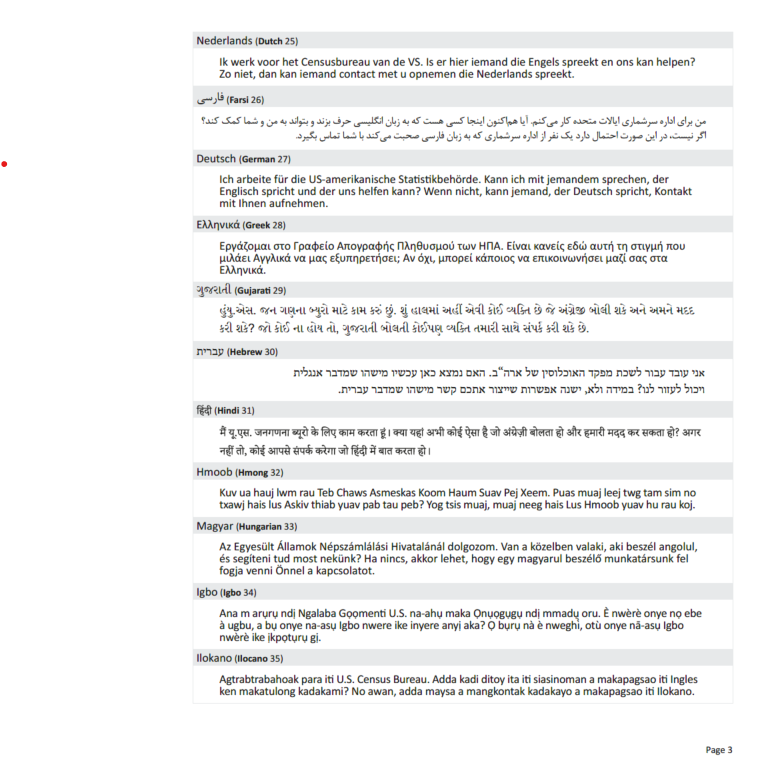 Nederlands (Dutch 25)
Ik werk voor het Censusbureau van de VS. Is er hier iemand die Engels spreekt en ons kan helpen?
Zo niet, dan kan iemand contact met u opnemen die Nederlands spreekt.
فارسی (Farsi 26)
من برای اداره سرشماری ایالات متحده کار می‌کنم. آیا هم‌اکنون اینجا کسی هست که به زبان انگلیسی حرف بزند و بتواند به من و شما کمک کند؟
اگر نیست، در این صورت احتمال دارد یک نفر از اداره سرشماری که به زبان فارسی صحبت می‌کند با شما تماس بگیرد.
Deutsch (German 27)
Ich arbeite für die US-amerikanische Statistikbehörde. Kann ich mit jemandem sprechen, der
Englisch spricht und der uns helfen kann? Wenn nicht, kann jemand, der Deutsch spricht, Kontakt
mit Ihnen aufnehmen.
Ελληνικά (Greek 28)
Εργάζομαι στο Γραφείο Απογραφής Πληθυσμού των ΗΠΑ. Είναι κανείς εδώ αυτή τη στιγμή που
μιλάει Αγγλικά να μας εξυπηρετήσει; Αν όχι, μπορεί κάποιος να επικοινωνήσει μαζί σας στα
Ελληνικά.
ગુજરાતી (Gujarati 29)
હુંયુ.એસ. જન ગણના બ્યુરો માટે કામ કરું છું. શું હાલમાં અહીં એવી કોઈ વ્યક્તિ છે જે અંગ્રેજી બોલી શકે અને અમને મદદ
કરી શકે? જો કોઈ ના હોય તો, ગુજરાતી બોલતી કોઈપણ વ્યક્તિ તમારી સાથે સંપર્ક કરી શકે છે.
עברית (Hebrew 30)
אני עובד עבור לשכת מפקד האוכלוסין של ארה“ב. האם נמצא כאן עכשיו מישהו שמדבר אנגלית
ויכול לעזור לנו? במידה ולא, ישנה אפשרות שייצור אתכם קשר מישהו שמדבר עברית.
हिंदी (Hindi 31)
मैं यू.एस. जनगणना ब्यूरो के लिए काम करता हूं। क्या यहां अभी कोई ऐसा है जो अंग्रेज़ी बोलता हो और हमारी मदद कर सकता हो? अगर
नहीं तो, कोई आपसे संपर्क करेगा जो हिंदी में बात करता हो।
Hmoob (Hmong 32)
Kuv ua hauj lwm rau Teb Chaws Asmeskas Koom Haum Suav Pej Xeem. Puas muaj leej twg tam sim no
txawj hais lus Askiv thiab yuav pab tau peb? Yog tsis muaj, muaj neeg hais Lus Hmoob yuav hu rau koj.
Magyar (Hungarian 33)
Az Egyesült Államok Népszámlálási Hivatalánál dolgozom. Van a közelben valaki, aki beszél angolul,
és segíteni tud most nekünk? Ha nincs, akkor lehet, hogy egy magyarul beszélő munkatársunk fel
fogja venni Önnel a kapcsolatot.
Igbo (Igbo 34)
Ana m arụrụ ndị Ngalaba Gọọmenti U.S. na-ahụ maka Ọnụọgụgụ ndị mmadụ oru. È nwèrè onye nọ ebe
à ugbu, a bụ onye na-asụ Igbo nwere ike inyere anyị aka? Ọ bụrụ nà è nweghị, otù onye nā-asụ Igbo
nwèrè ike ịkpọtụrụ gị.
Ilokano (Ilocano 35)
Agtrabtrabahoak para iti U.S. Census Bureau. Adda kadi ditoy ita iti siasinoman a makapagsao iti Ingles
ken makatulong kadakami? No awan, adda maysa a mangkontak kadakayo a makapagsao iti Ilokano.
Page 3